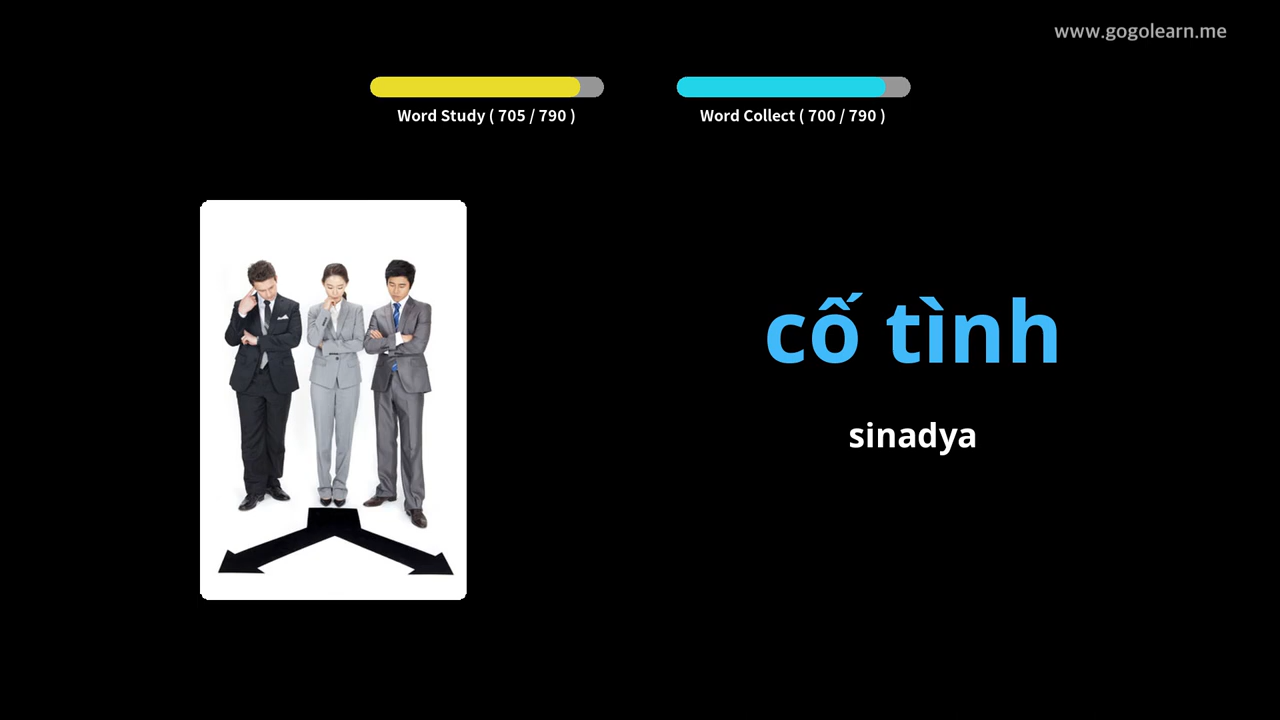 www.gogolearn.me
Word Study ( 705 / 790 )
Word Collect ( 700 / 790 )
cố tình
sinadya